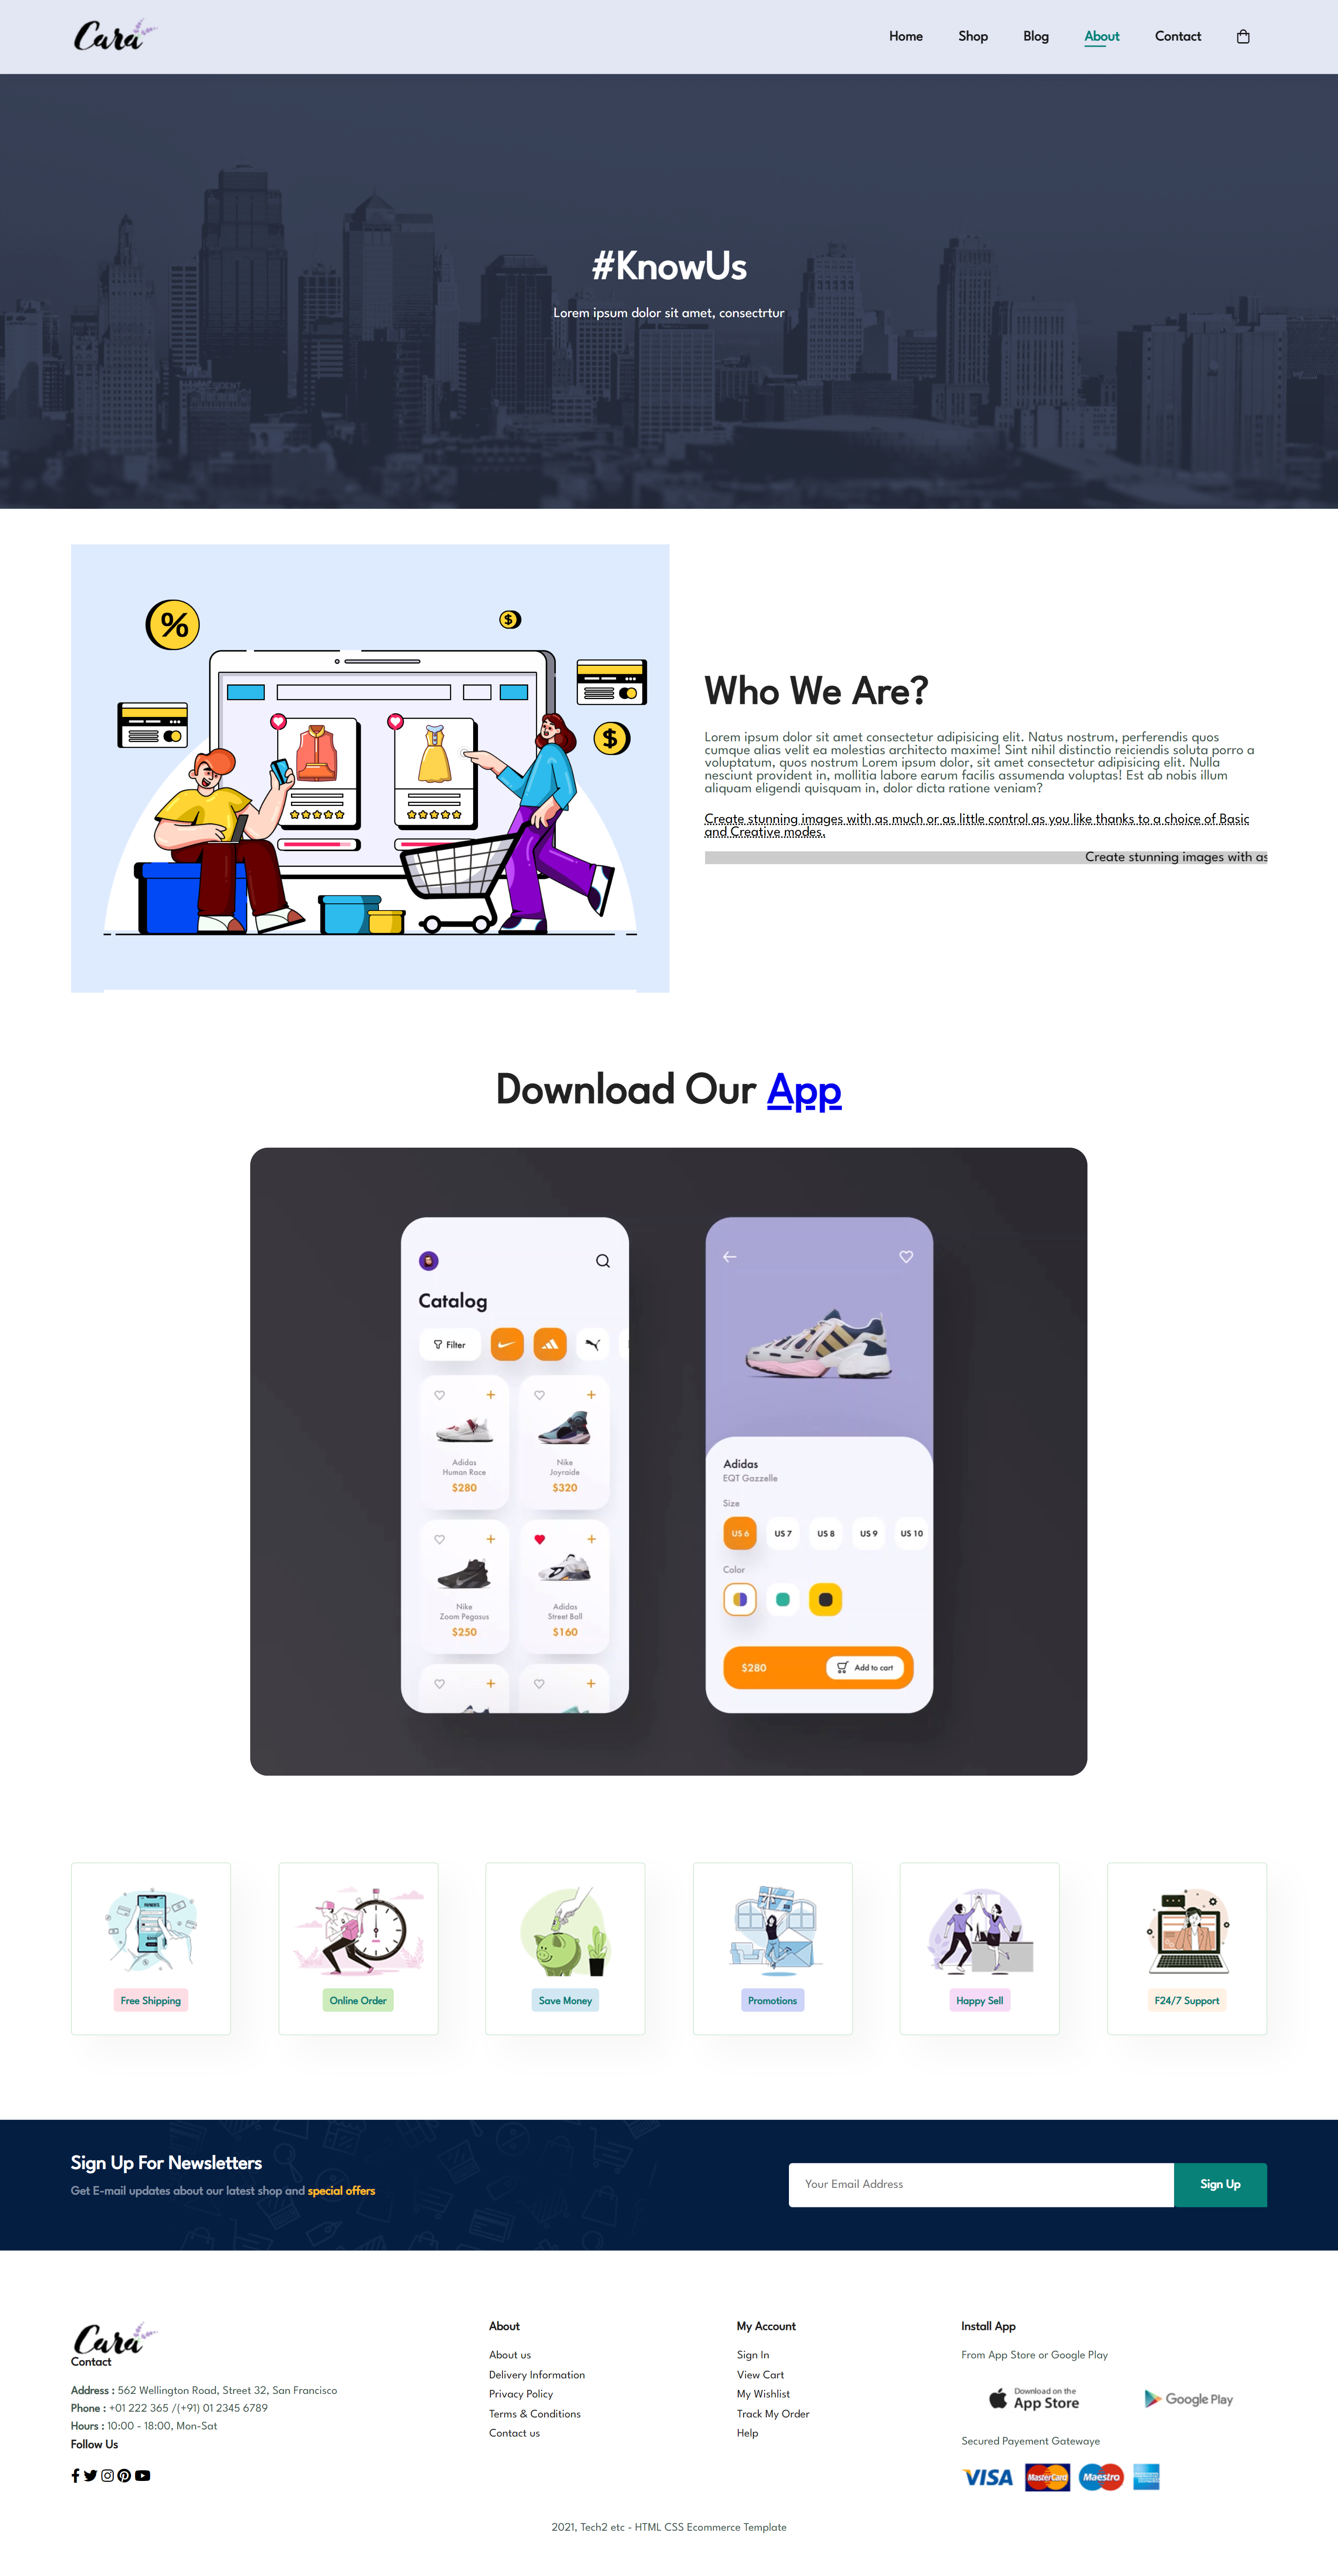 Cara
Home Shop Blog About Contact
#KnowUs
Lorem ipsum dolor sit amet, consectrtur
%
$
$
Who We Are?
Lorem ipsum dolor sit amet consectetur adipisicing elit. Natus nostrum, perferendis quos
cumque alias velit ea molestias architecto maxime! Sint nihil distinctio reiciendis soluta porro a
voluptatum, quos nostrum Lorem ipsum dolor, sit amet consectetur adipisicing elit. Nulla
nesciunt provident in, mollitia labore earum facilis assumenda voluptas! Est ab nobis illum
aliquam eligendi quisquam in, dolor dicta ratione veniam?
Create stunning images with as much or as little control as you like thanks to a choice of Basic
and Creative modes.
Create stunning images with as
Download Our App
Catalog
Filter
Adidas
Human Race
$280
Nike
Joyraide
$320
Nike
Zoom Pegasus
$250
Adidas
Street Ball
$160
Adidas
EQT Gazzelle
Size
US 6 US 7 US 8 US 9 US 10
Color
$280 Add to cart
PAYMENTS
Free Shipping
Online Order
Save Money
Promotions
Happy Sell
F24/7 Support
Sign Up For Newsletters
Get E-mail updates about our latest shop and special offers
Your Email Address
Sign Up
Cara
Contact
Address : 562 Wellington Road, Street 32, San Francisco
Phone : +01 222 365 /(+91) 01 2345 6789
Hours : 10:00 - 18:00, Mon-Sat
Follow Us
About
About us
Delivery Information
Privacy Policy
Terms & Conditions
Contact us
My Account
Sign In
View Cart
My Wishlist
Track My Order
Help
Install App
From App Store or Google Play
Download on the
App Store
Google Play
Secured Payement Gatewaye
VISA MasterCard Maestro
2021, Tech2 etc - HTML CSS Ecommerce Template